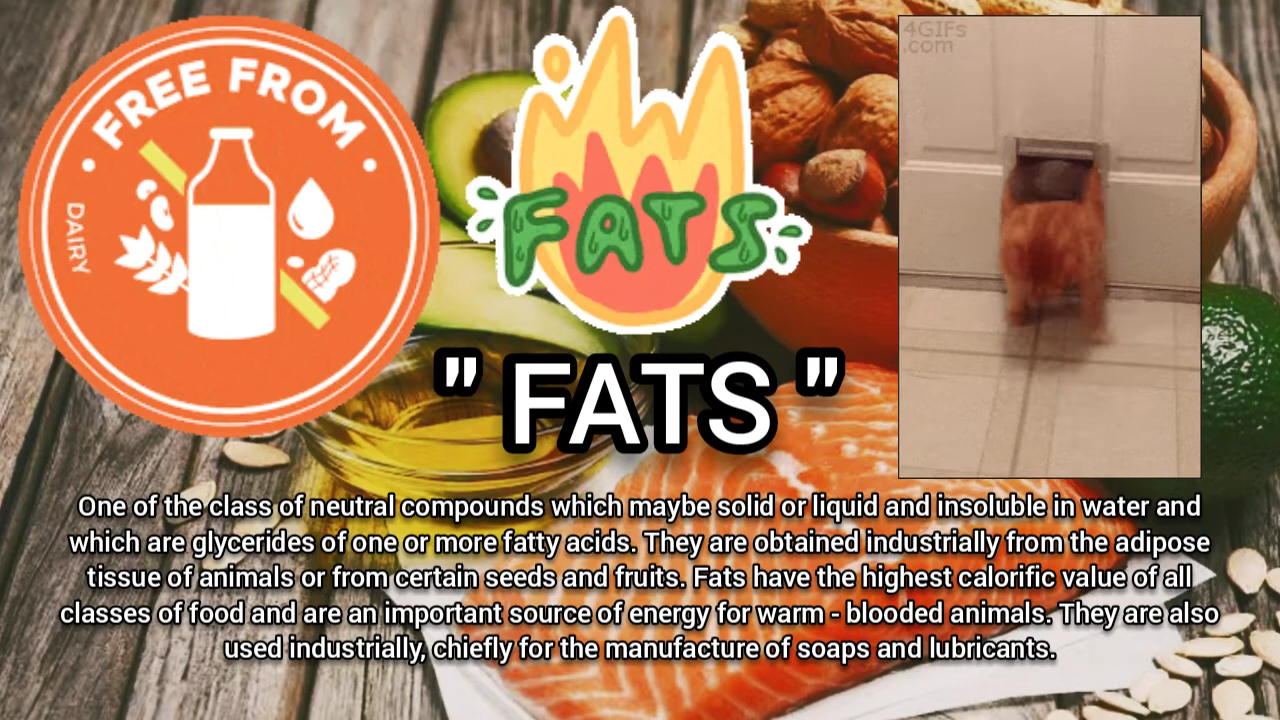 FREE FROM
DAIRY
FATS
4GIFs
.com
" FATS "
One of the class of neutral compounds which maybe solid or liquid and insoluble in water and
which are glycerides of one or more fatty acids. They are obtained industrially from the adipose
tissue of animals or from certain seeds and fruits. Fats have the highest calorific value of all
classes of food and are an important source of energy for warm - blooded animals. They are also
used industrially, chiefly for the manufacture of soaps and lubricants.